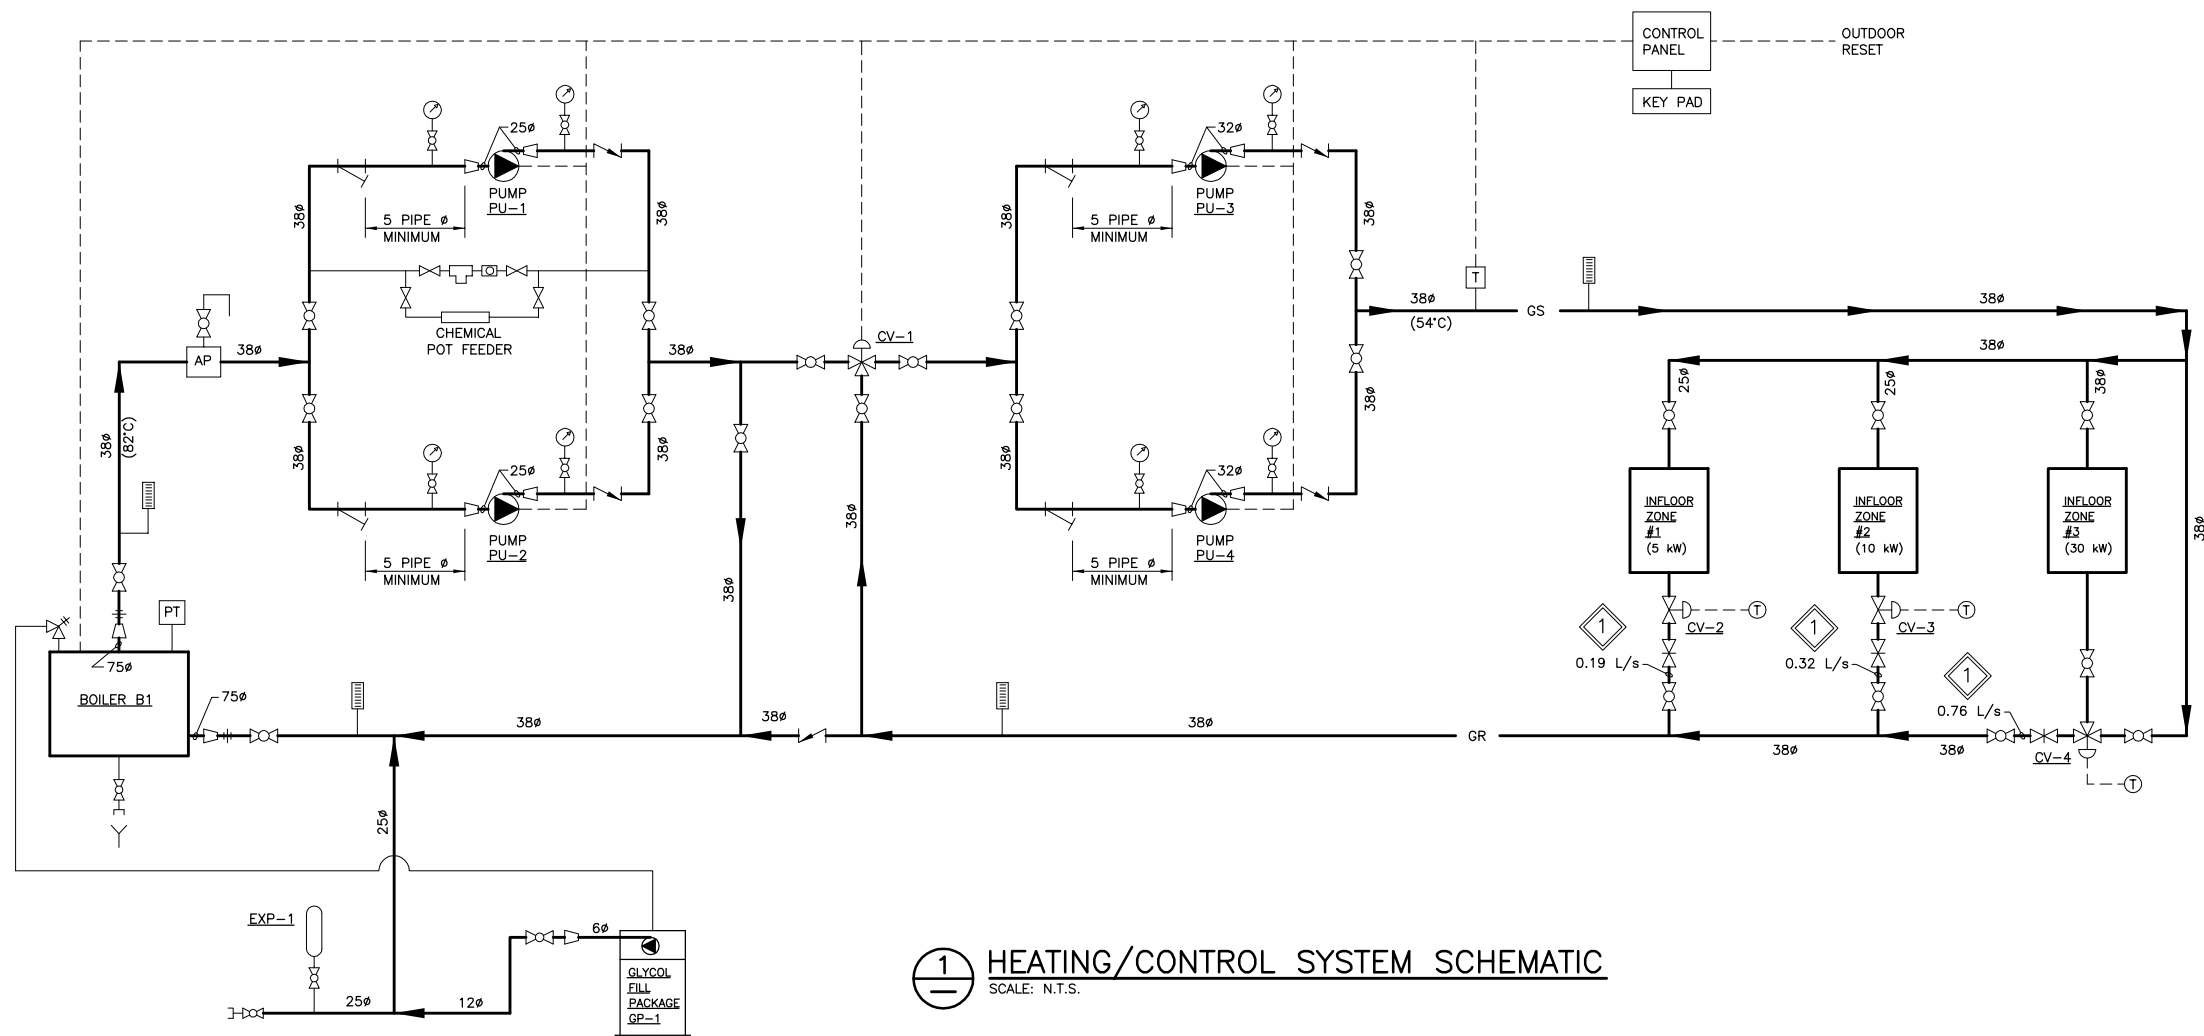 CONTROL
PANEL
OUTDOOR
RESET
KEY PAD
25ø
32ø
PUMP
PU-1
PUMP
PU-3
38ø
38ø
38ø
38ø
5 PIPE ø
MINIMUM
5 PIPE ø
MINIMUM
T
CHEMICAL
POT FEEDER
CV-1
38ø
(54°C)
GS
38ø
AP
38ø
38ø
38ø
25ø
25ø
38ø
38ø
(82°C)
38ø
38ø
38ø
38ø
25ø
32ø
PUMP
PU-2
PUMP
PU-4
5 PIPE ø
MINIMUM
5 PIPE ø
MINIMUM
38ø
38ø
38ø
INFLOOR
ZONE
#1
(5 kW)
INFLOOR
ZONE
#2
(10 kW)
INFLOOR
ZONE
#3
(30 kW)
PT
75ø
BOILER B1
75ø
T
CV-2
T
CV-3
1
0.19 L/s
1
0.32 L/s
1
0.76 L/s
38ø
38ø
38ø
GR
38ø
38ø
CV-4
T
25ø
EXP-1
6ø
GLYCOL
FILL
PACKAGE
GP-1
25ø
12ø
1
HEATING/CONTROL SYSTEM SCHEMATIC
SCALE: N.T.S.